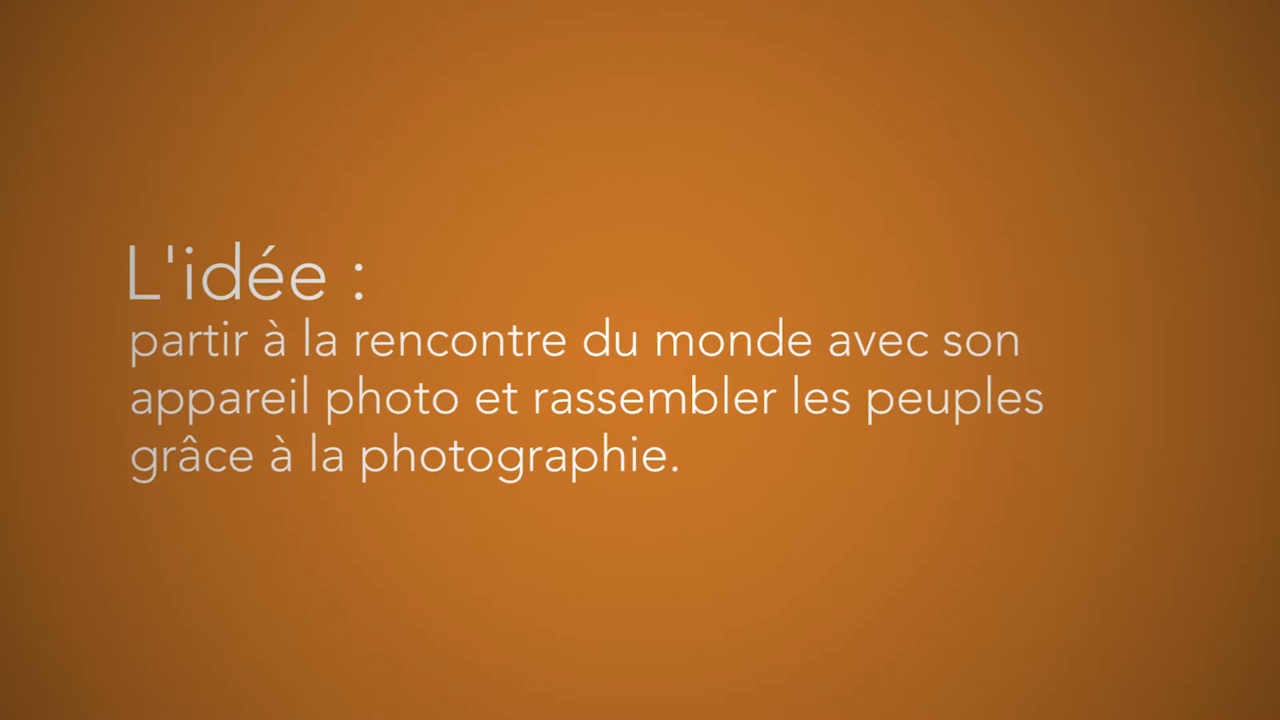 L'idée :
partir à la rencontre du monde avec son
appareil photo et rassembler les peuples
grâce à la photographie.